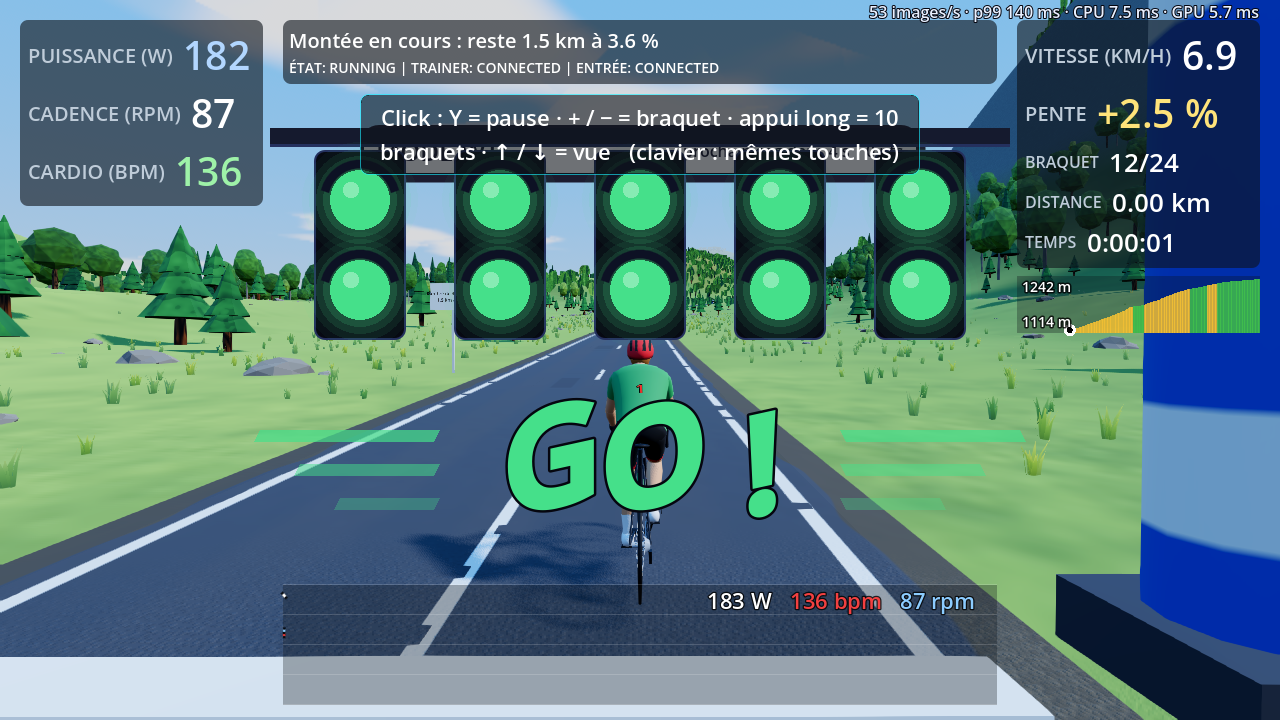 53 images/s · p99 140 ms · CPU 7.5 ms · GPU 5.7 ms
PUISSANCE (W) 182
CADENCE (RPM) 87
CARDIO (BPM) 136
Montée en cours : reste 1.5 km à 3.6 %
ÉTAT: RUNNING | TRAINER: CONNECTED | ENTRÉE: CONNECTED
Click : Y = pause · + / − = braquet · appui long = 10
braquets · ↑ / ↓ = vue (clavier : mêmes touches)
VITESSE (KM/H) 6.9
PENTE +2.5 %
BRAQUET 12/24
DISTANCE 0.00 km
TEMPS 0:00:01
1242 m
1114 m
1
GO !
183 W 136 bpm 87 rpm